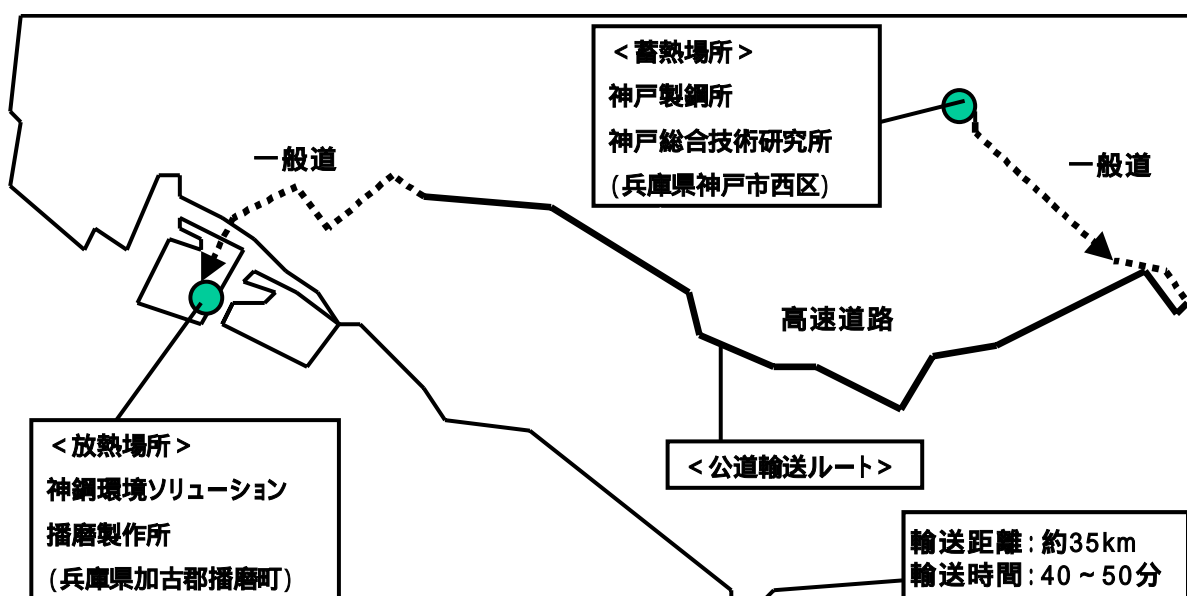 <蓄熱場所>
神戸製鋼所
神戸総合技術研究所
(兵庫県神戸市西区)
一般道
一般道
高速道路
<公道輸送ルート>
<放熱場所>
神鋼環境ソリューション
播磨製作所
(兵庫県加古郡播磨町)
輸送距離:約35km
輸送時間:40~50分